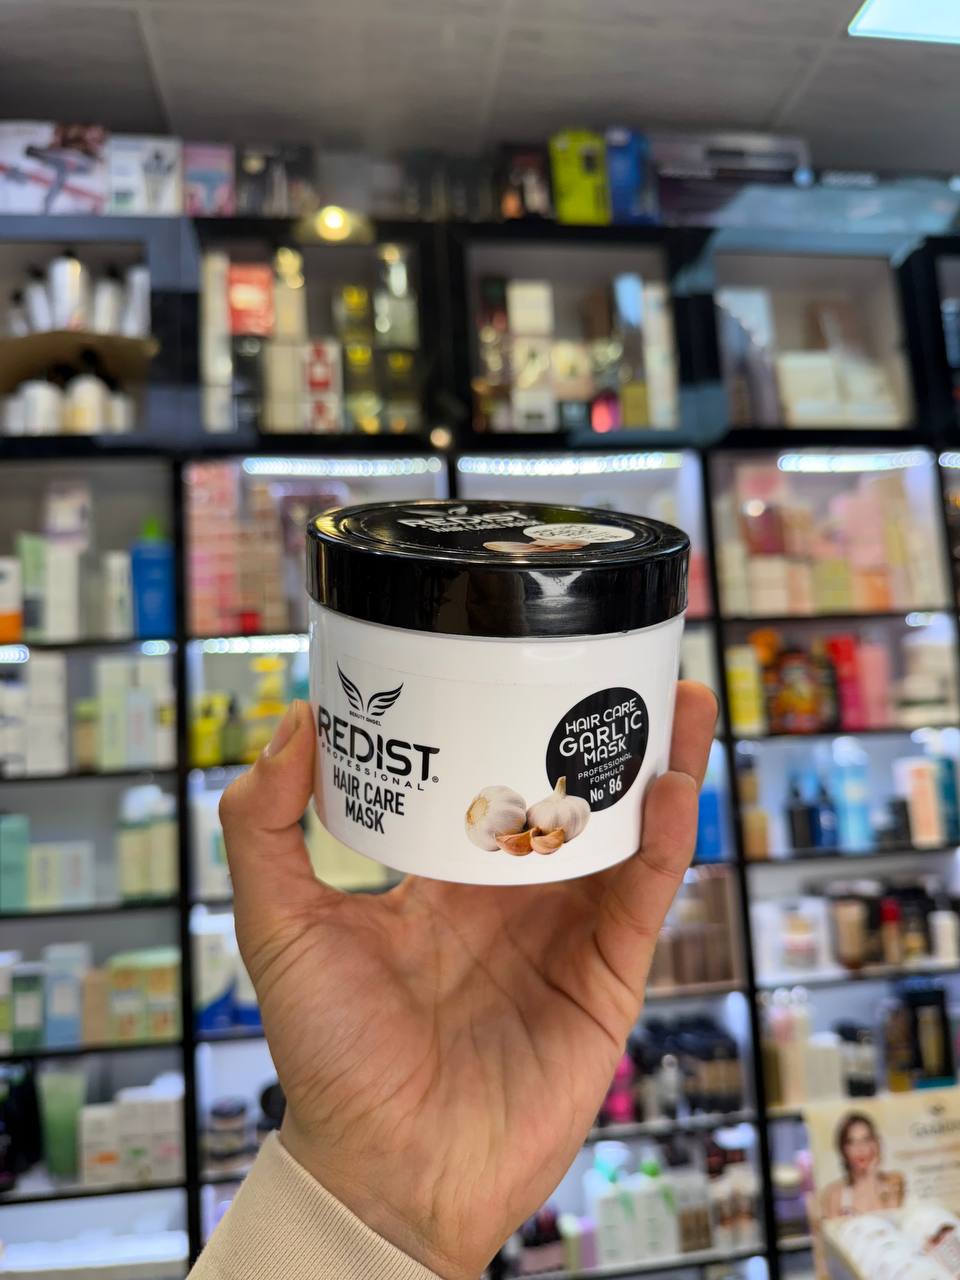 REDIST
BEAUTY ANGEL
REDIST
PROFESSIONAL®
HAIR CARE
MASK
HAIR CARE
GARLIC
MASK
PROFESSIONAL
FORMULA
No° 86